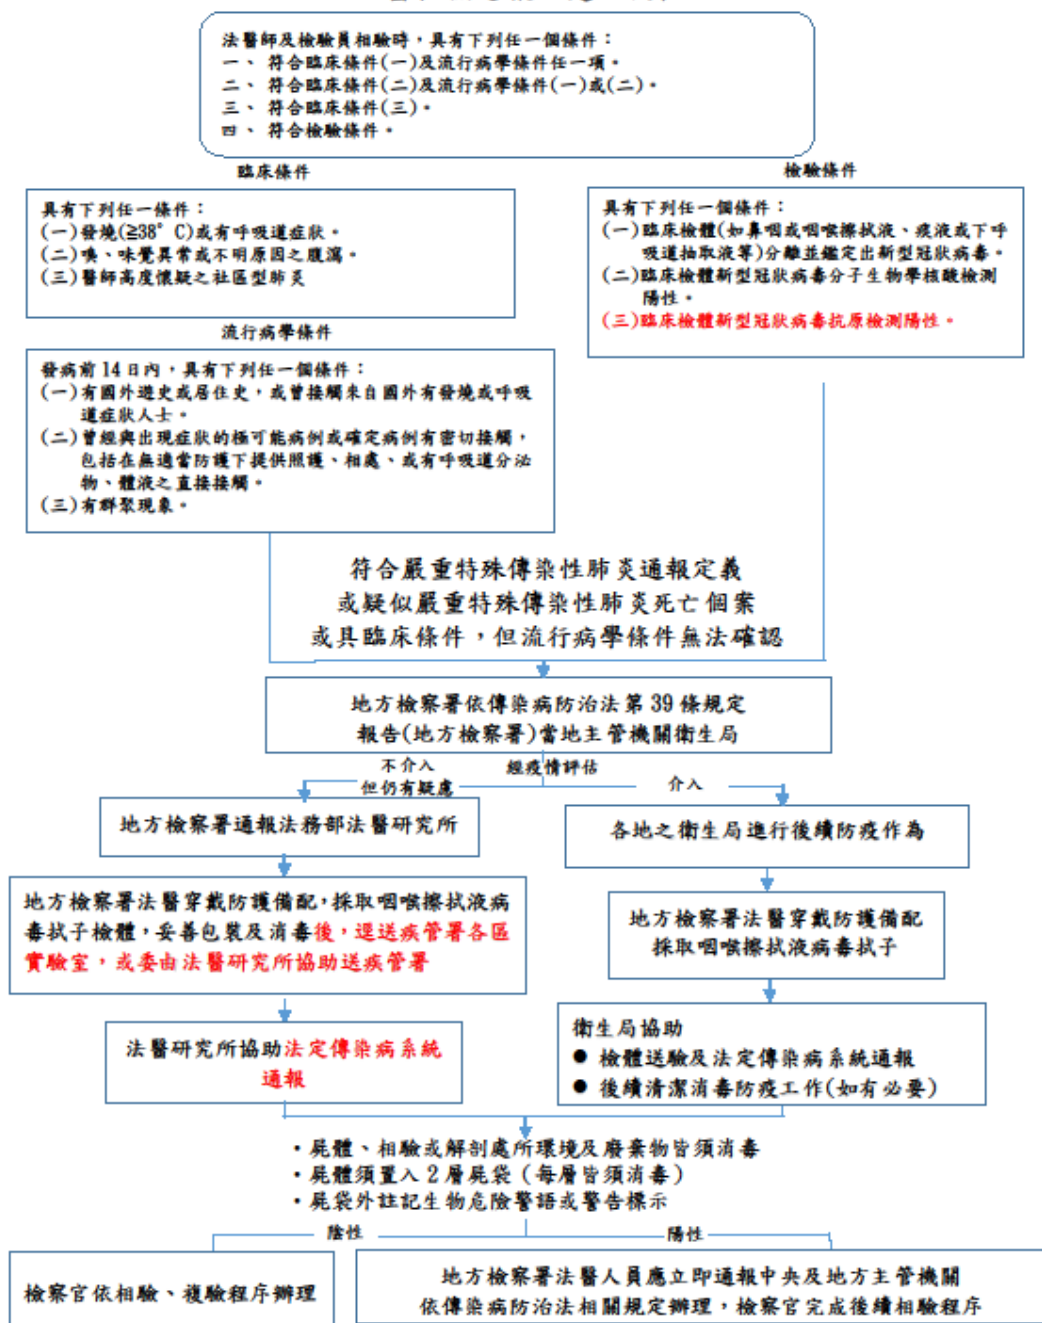 法醫師及檢驗員相驗時，具有下列任一個條件：
一、 符合臨床條件(一)及流行病學條件任一項。
二、 符合臨床條件(二)及流行病學條件(一)或(二)。
三、 符合臨床條件(三)。
四、 符合檢驗條件。
臨床條件
具有下列任一條件：
(一)發燒(≧38°C)或有呼吸道症狀。
(二)嗅、味覺異常或不明原因之腹瀉。
(三)醫師高度懷疑之社區型肺炎
檢驗條件
具有下列任一個條件：
(一)臨床檢體(如鼻咽或咽喉擦拭液、痰液或下呼
吸道抽取液等)分離並鑑定出新型冠狀病毒。
(二)臨床檢體新型冠狀病毒分子生物學核酸檢測
陽性。
(三)臨床檢體新型冠狀病毒抗原檢測陽性。
流行病學條件
發病前14日內，具有下列任一個條件：
(一)有國外遊史或居住史，或曾接觸來自國外有發燒或呼吸
道症狀人士。
(二)曾經與出現症狀的極可能病例或確定病例有密切接觸，
包括在無適當防護下提供照護、相處、或有呼吸道分泌
物、體液之直接接觸。
(三)有群聚現象。
符合嚴重特殊傳染性肺炎通報定義
或疑似嚴重特殊傳染性肺炎死亡個案
或具臨床條件，但流行病學條件無法確認
地方檢察署依傳染病防治法第39條規定
報告(地方檢察署)當地主管機關衛生局
不介入
但仍有疑慮
經疫情評估
介入
地方檢察署通報法務部法醫研究所
各地之衛生局進行後續防疫作為
地方檢察署法醫穿戴防護備配，採取咽喉擦拭液病
毒拭子檢體，妥善包裝及消毒後，逕送疾管署各區
實驗室，或委由法醫研究所協助送疾管署
地方檢察署法醫穿戴防護備配
採取咽喉擦拭液病毒拭子
法醫研究所協助法定傳染病系統
通報
衛生局協助
● 檢體送驗及法定傳染病系統通報
● 後續清潔消毒防疫工作(如有必要)
・屍體、相驗或解剖處所環境及廢棄物皆須消毒
・屍體須置入2層屍袋（每層皆須消毒）
・屍袋外註記生物危險警語或警告標示
陰性
陽性
檢察官依相驗、複驗程序辦理
地方檢察署法醫人員應立即通報中央及地方主管機關
依傳染病防治法相關規定辦理，檢察官完成後續相驗程序